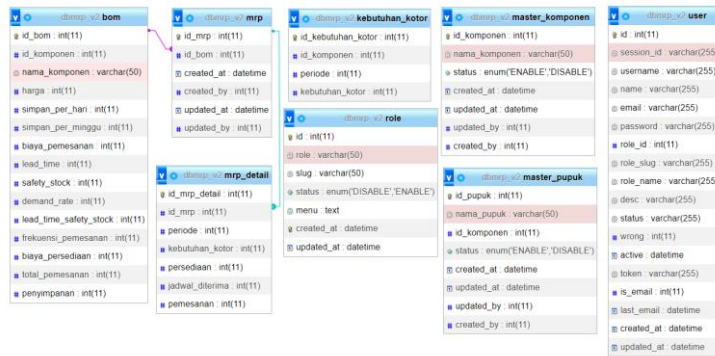 dbmrp_v2 bom
id_bom : int(11)
id_komponen : int(11)
nama_komponen : varchar(50)
harga : int(11)
simpan_per_hari : int(11)
simpan_per_minggu : int(11)
biaya_pemesanan : int(11)
lead_time : int(11)
safety_stock : int(11)
demand_rate : int(11)
lead_time_safety_stock : int(11)
frekuensi_pemesanan : int(11)
biaya_persediaan : int(11)
total_pemesanan : int(11)
penyimpanan : int(11)
dbmrp_v2 mrp
id_mrp : int(11)
id_bom : int(11)
created_at : datetime
created_by : int(11)
updated_at : datetime
updated_by : int(11)
dbmrp_v2 mrp_detail
id_mrp_detail : int(11)
id_mrp : int(11)
periode : int(11)
kebutuhan_kotor : int(11)
persediaan : int(11)
jadwal_diterima : int(11)
pemesanan : int(11)
dbmrp_v2 kebutuhan_kotor
id_kebutuhan_kotor : int(11)
id_komponen : int(11)
periode : int(11)
kebutuhan_kotor : int(11)
dbmrp_v2 role
id : int(11)
role : varchar(50)
slug : varchar(50)
status : enum('DISABLE','ENABLE')
menu : text
created_at : datetime
updated_at : datetime
dbmrp_v2 master_komponen
id_komponen : int(11)
nama_komponen : varchar(50)
status : enum('ENABLE','DISABLE')
created_at : datetime
updated_at : datetime
updated_by : int(11)
created_by : int(11)
dbmrp_v2 master_pupuk
id_pupuk : int(11)
nama_pupuk : varchar(50)
id_komponen : int(11)
status : enum('ENABLE','DISABLE')
created_at : datetime
updated_at : datetime
updated_by : int(11)
created_by : int(11)
dbmrp_v2 user
id : int(11)
session_id : varchar(255
username : varchar(255)
name : varchar(255)
email : varchar(255)
password : varchar(255)
role_id : int(11)
role_slug : varchar(255)
role_name : varchar(255
desc : varchar(255)
status : varchar(255)
wrong : int(11)
active : datetime
token : varchar(255)
is_email : int(11)
last_email : datetime
created_at : datetime
updated_at : datetime